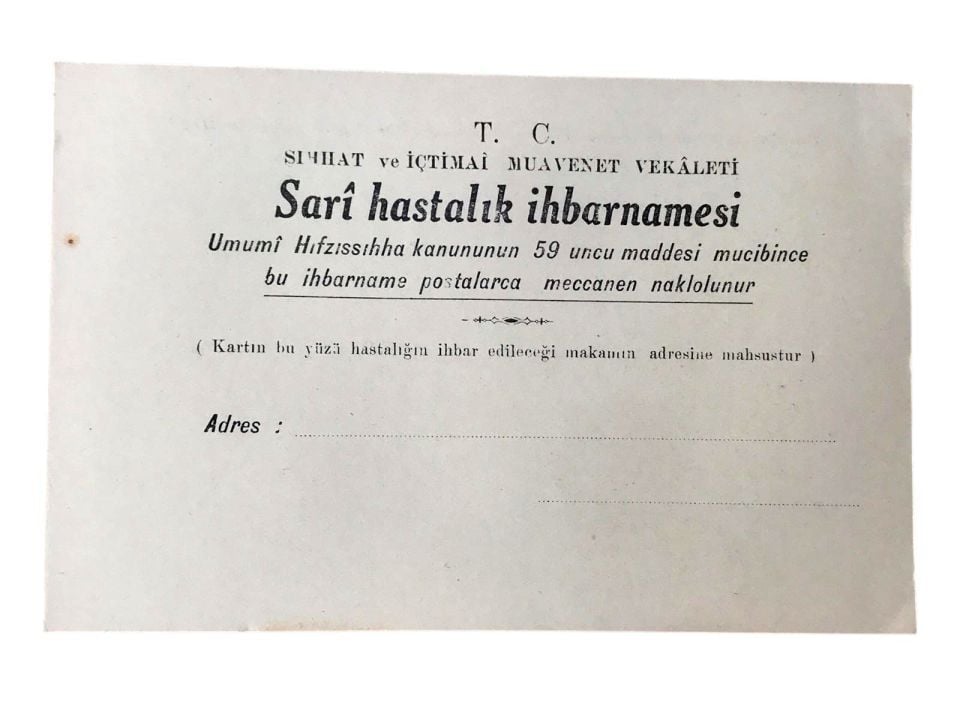 T. C.
SIHHAT ve İÇTİMAÎ MUAVENET VEKÂLETİ
Sarî hastalık ihbarnamesi
Umumî Hıfzıssıhha kanununun 59 uncu maddesi mucibince
bu ihbarname postalarca meccanen naklolunur
( Kartın bu yüzü hastalığın ihbar edileceği makamın adresine mahsustur )
Adres :